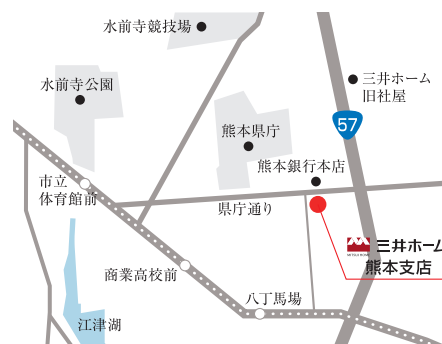 水前寺競技場
三井ホーム
旧社屋
水前寺公園
57
熊本県庁
熊本銀行本店
市立
体育館前
県庁通り
三井ホーム
MITSUI HOME
熊本支店
商業高校前
八丁馬場
江津湖